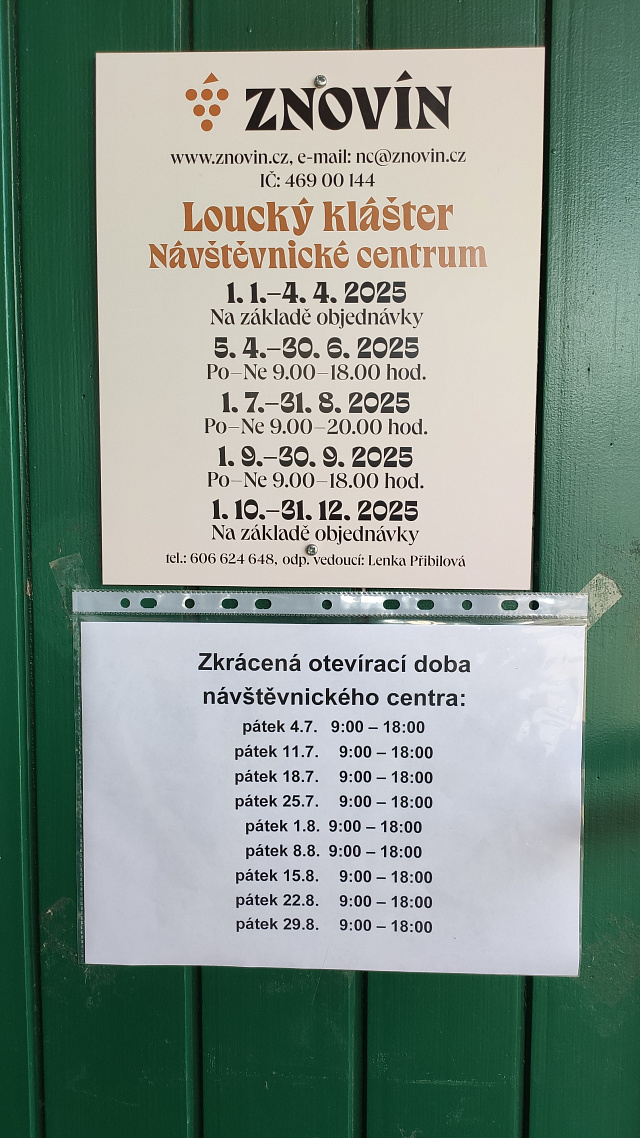 ZNOVÍN
www.znovin.cz, e-mail: nc@znovin.cz
IČ: 469 00 144
Loucký klášter
Návštěvnické centrum
1. 1.–4. 4. 2025
Na základě objednávky
5. 4.–30. 6. 2025
Po–Ne 9.00–18.00 hod.
1. 7.–31. 8. 2025
Po–Ne 9.00–20.00 hod.
1. 9.–30. 9. 2025
Po–Ne 9.00–18.00 hod.
1. 10.–31. 12. 2025
Na základě objednávky
tel.: 606 624 648, odp. vedoucí: Lenka Přibilová
Zkrácená otevírací doba
návštěvnického centra:
pátek 4.7. 9:00 – 18:00
pátek 11.7. 9:00 – 18:00
pátek 18.7. 9:00 – 18:00
pátek 25.7. 9:00 – 18:00
pátek 1.8. 9:00 – 18:00
pátek 8.8. 9:00 – 18:00
pátek 15.8. 9:00 – 18:00
pátek 22.8. 9:00 – 18:00
pátek 29.8. 9:00 – 18:00